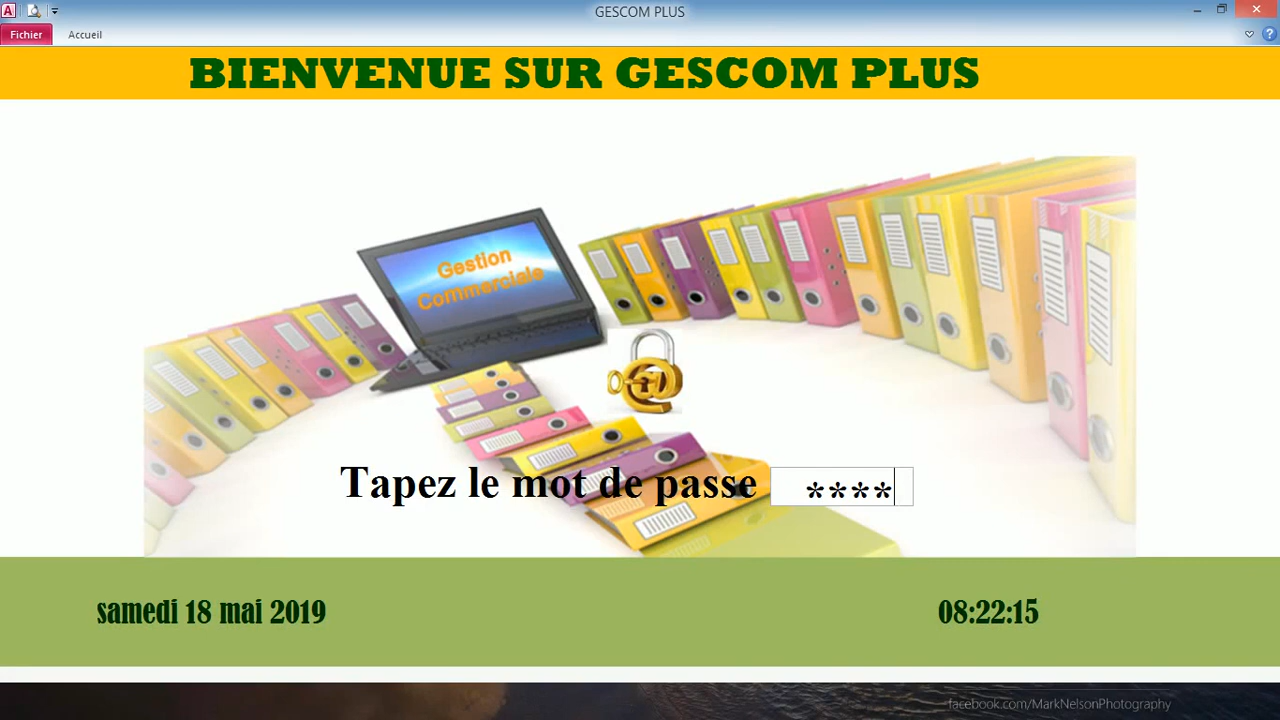 GESCOM PLUS
Fichier Accueil
BIENVENUE SUR GESCOM PLUS
Gestion
Commerciale
Tapez le mot de passe ****
samedi 18 mai 2019 08:22:15
facebook.com/MarkNelsonPhotography